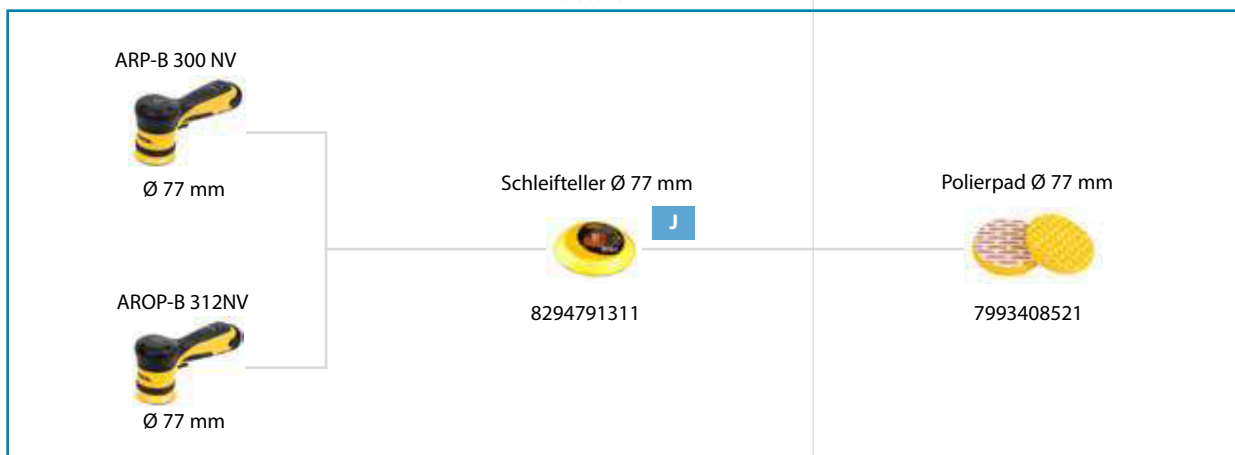 ARP-B 300 NV
Ø 77 mm
Schleifteller Ø 77 mm
J
8294791311
Polierpad Ø 77 mm
7993408521
AROP-B 312NV
Ø 77 mm